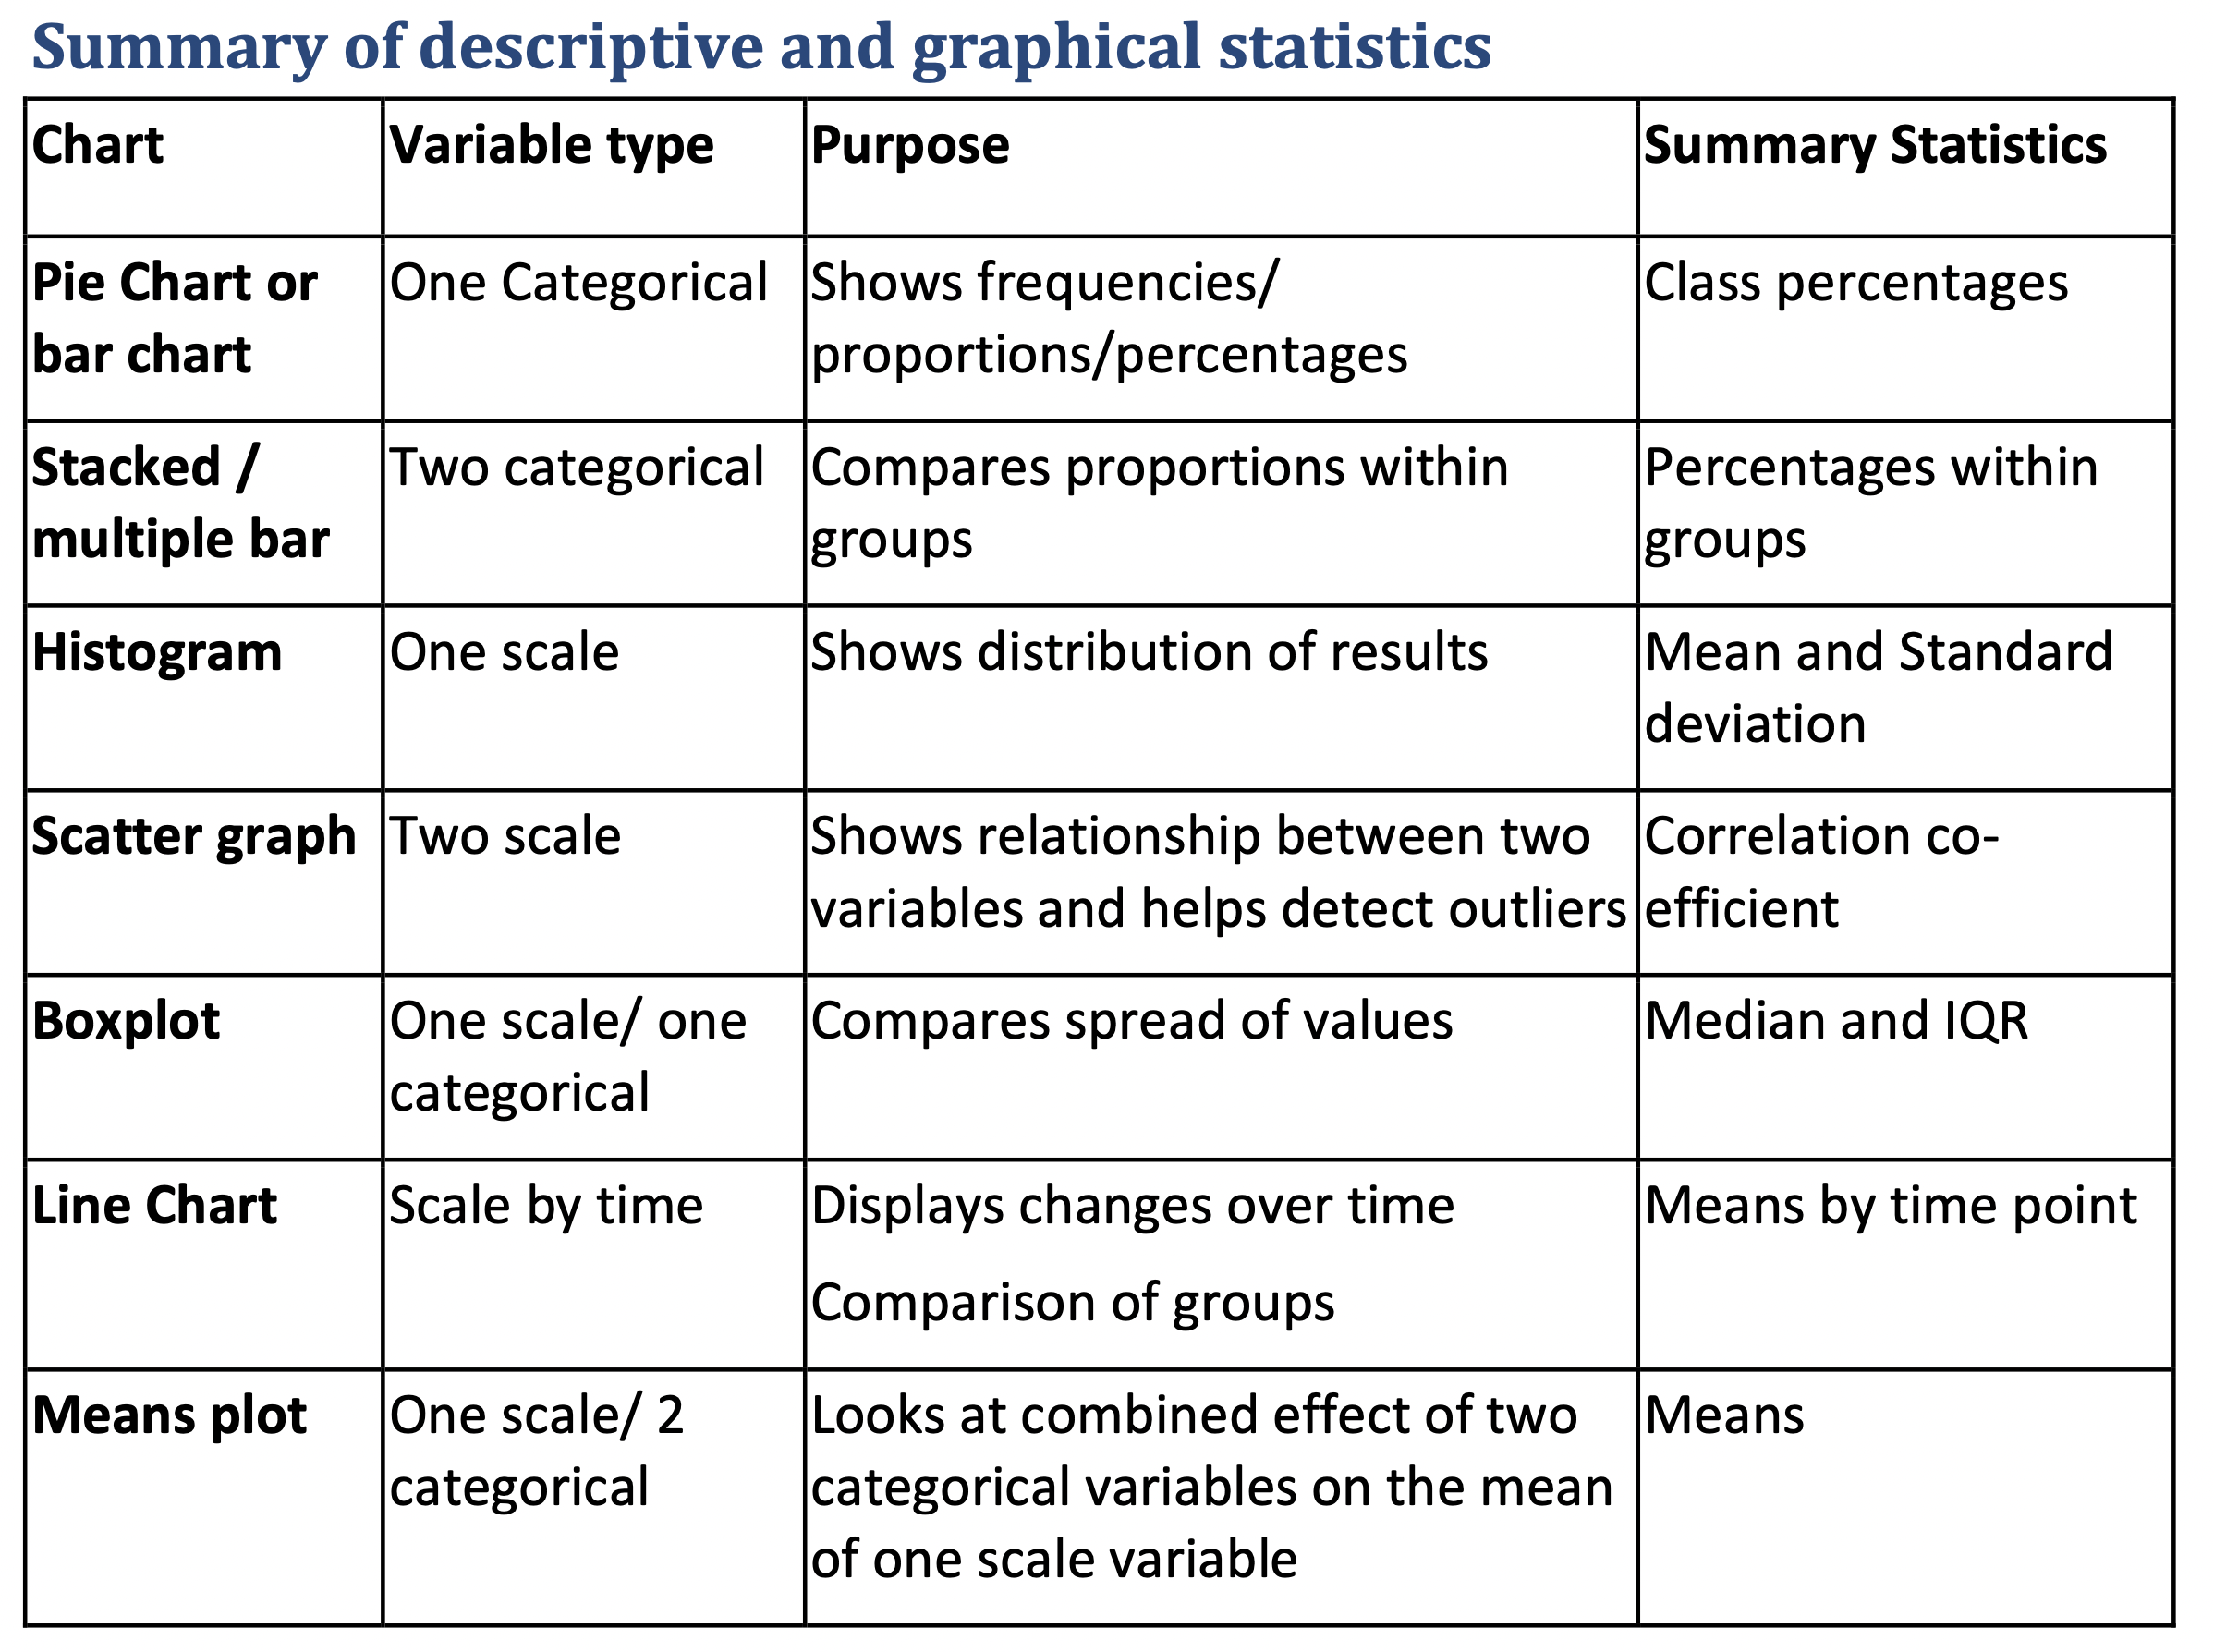 Summary of descriptive and graphical statistics
Chart
Variable type
Purpose
Summary Statistics
Pie Chart or
bar chart
One Categorical
Shows frequencies/
proportions/percentages
Class percentages
Stacked /
multiple bar
Two categorical
Compares proportions within
groups
Percentages within
groups
Histogram
One scale
Shows distribution of results
Mean and Standard
deviation
Scatter graph
Two scale
Shows relationship between two
variables and helps detect outliers
Correlation co-
efficient
Boxplot
One scale/ one
categorical
Compares spread of values
Median and IQR
Line Chart
Scale by time
Displays changes over time
Comparison of groups
Means by time point
Means plot
One scale/ 2
categorical
Looks at combined effect of two
categorical variables on the mean
of one scale variable
Means